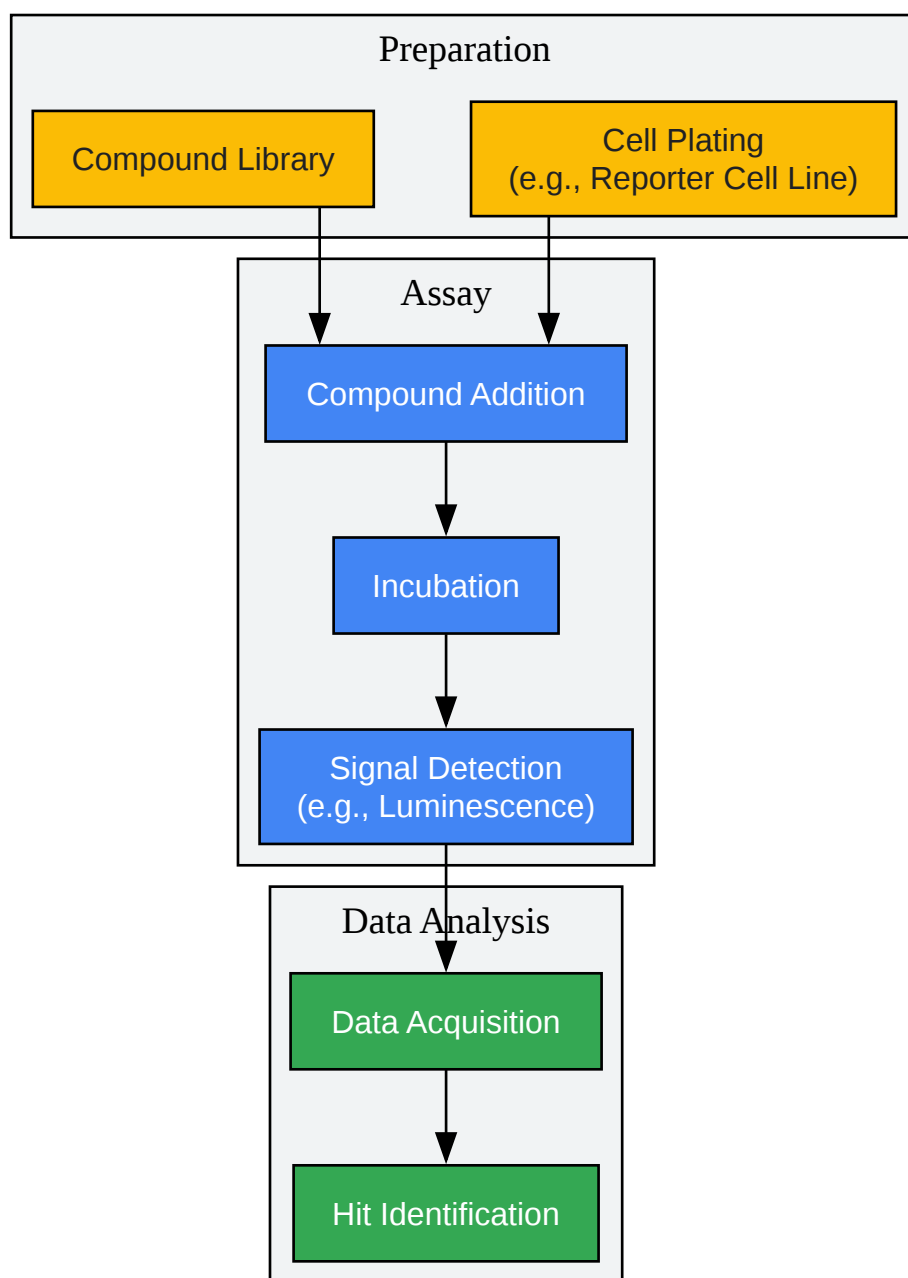 Preparation
Compound Library
Cell Plating
(e.g., Reporter Cell Line)
Assay
Compound Addition
Incubation
Signal Detection
(e.g., Luminescence)
Data Analysis
Data Acquisition
Hit Identification